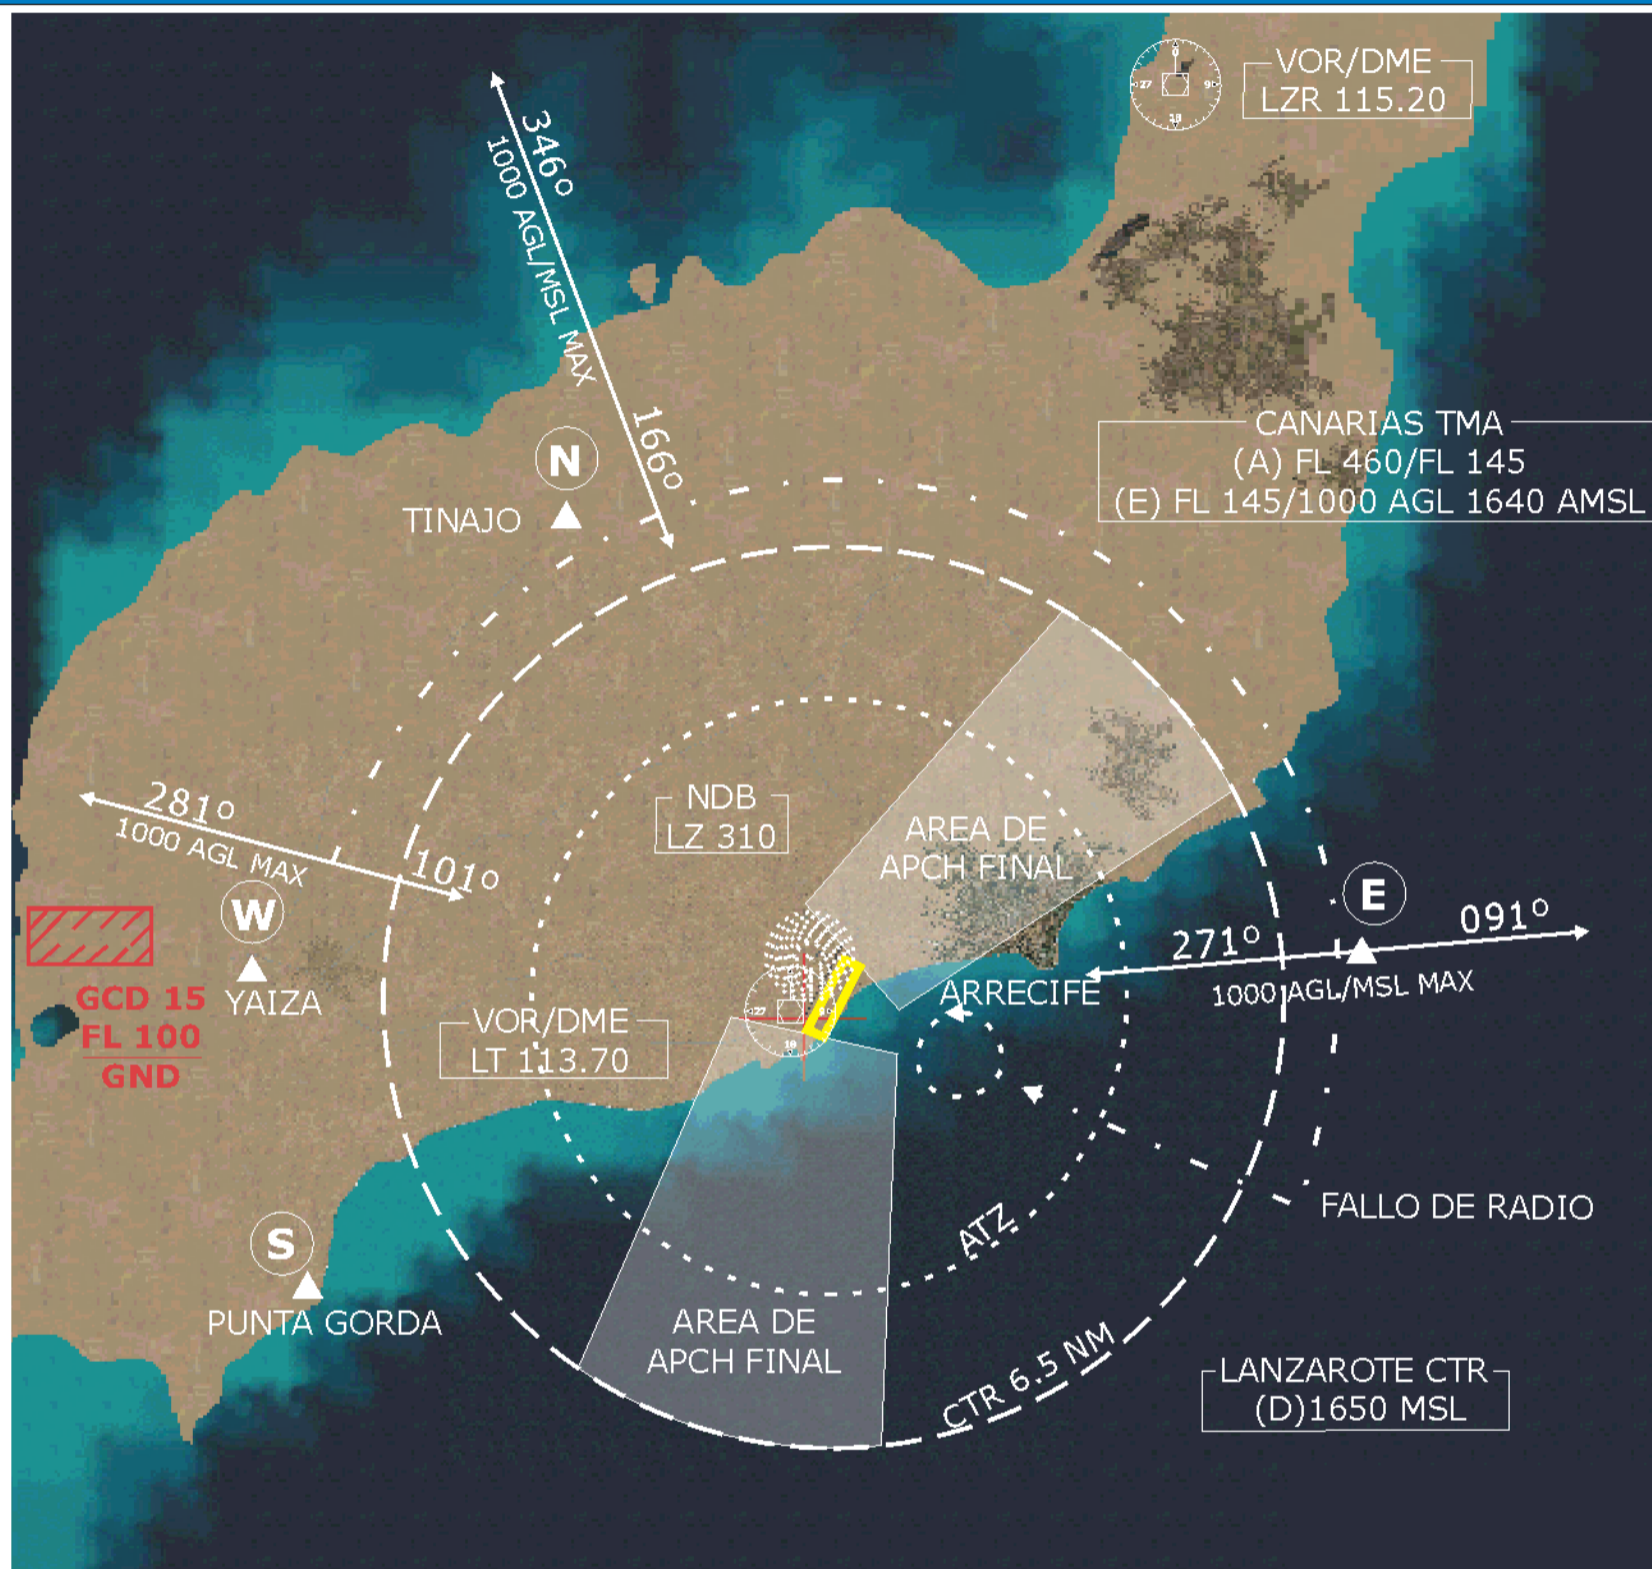 VOR/DME
LZR 115.20
346º
1000 AGL/MSL MAX
166º
N
TINAJO
CANARIAS TMA
(A) FL 460/FL 145
(E) FL 145/1000 AGL 1640 AMSL
281º
1000 AGL MAX
101º
NDB
LZ 310
AREA DE
APCH FINAL
W
YAIZA
GCD 15
FL 100
GND
E
271º
091º
1000 AGL/MSL MAX
ARRECIFE
VOR/DME
LT 113.70
FALLO DE RADIO
ATZ
S
PUNTA GORDA
AREA DE
APCH FINAL
CTR 6.5 NM
LANZAROTE CTR
(D)1650 MSL